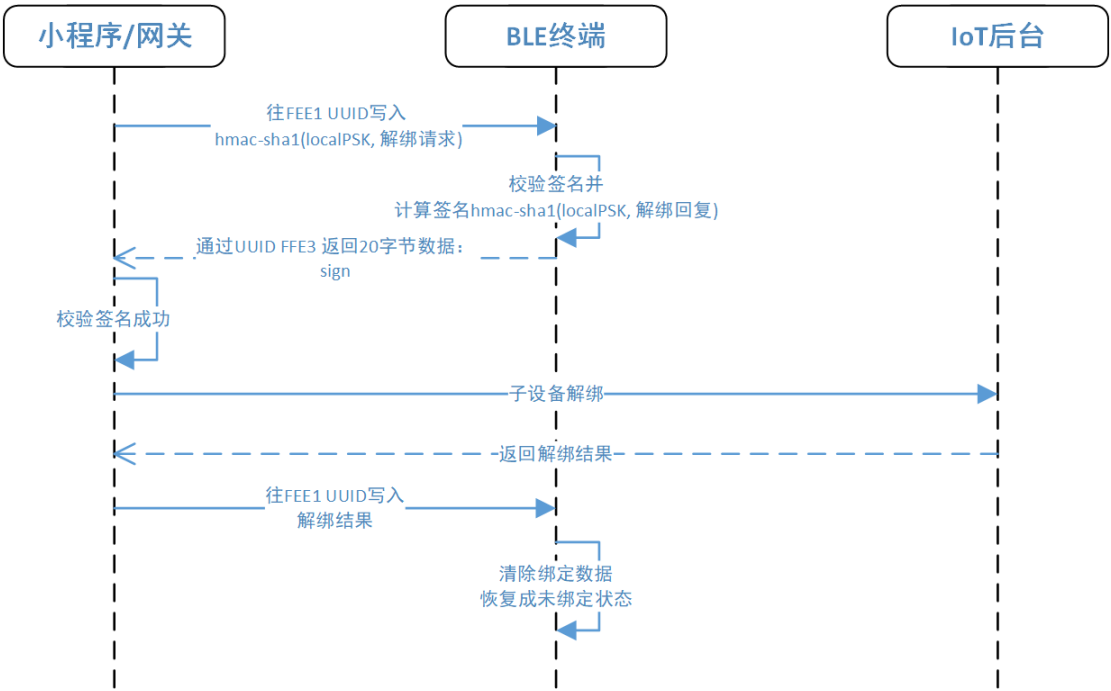 小程序/网关
BLE终端
IoT后台
往FEE1 UUID写入
hmac-sha1(localPSK, 解绑请求)
校验签名并
计算签名hmac-sha1(localPSK, 解绑回复)
通过UUID FFE3 返回20字节数据：
sign
校验签名成功
子设备解绑
返回解绑结果
往FEE1 UUID写入
解绑结果
清除绑定数据
恢复成未绑定状态